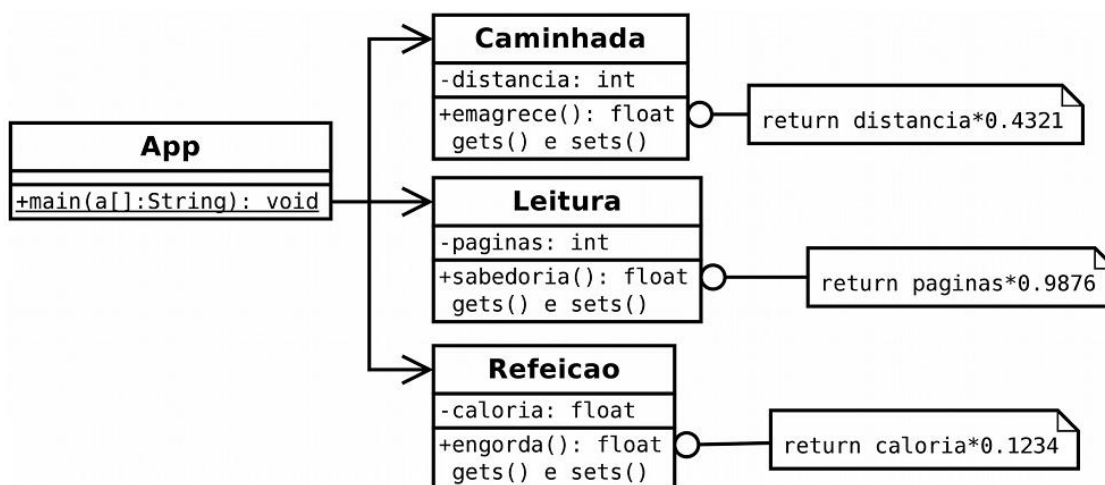 App
+main(a[]:String): void
Caminhada
-distancia: int
+emagrece(): float
gets() e sets()
return distancia*0.4321
Leitura
-paginas: int
+sabedoria(): float
gets() e sets()
return paginas*0.9876
Refeicao
-caloria: float
+engorda(): float
gets() e sets()
return caloria*0.1234